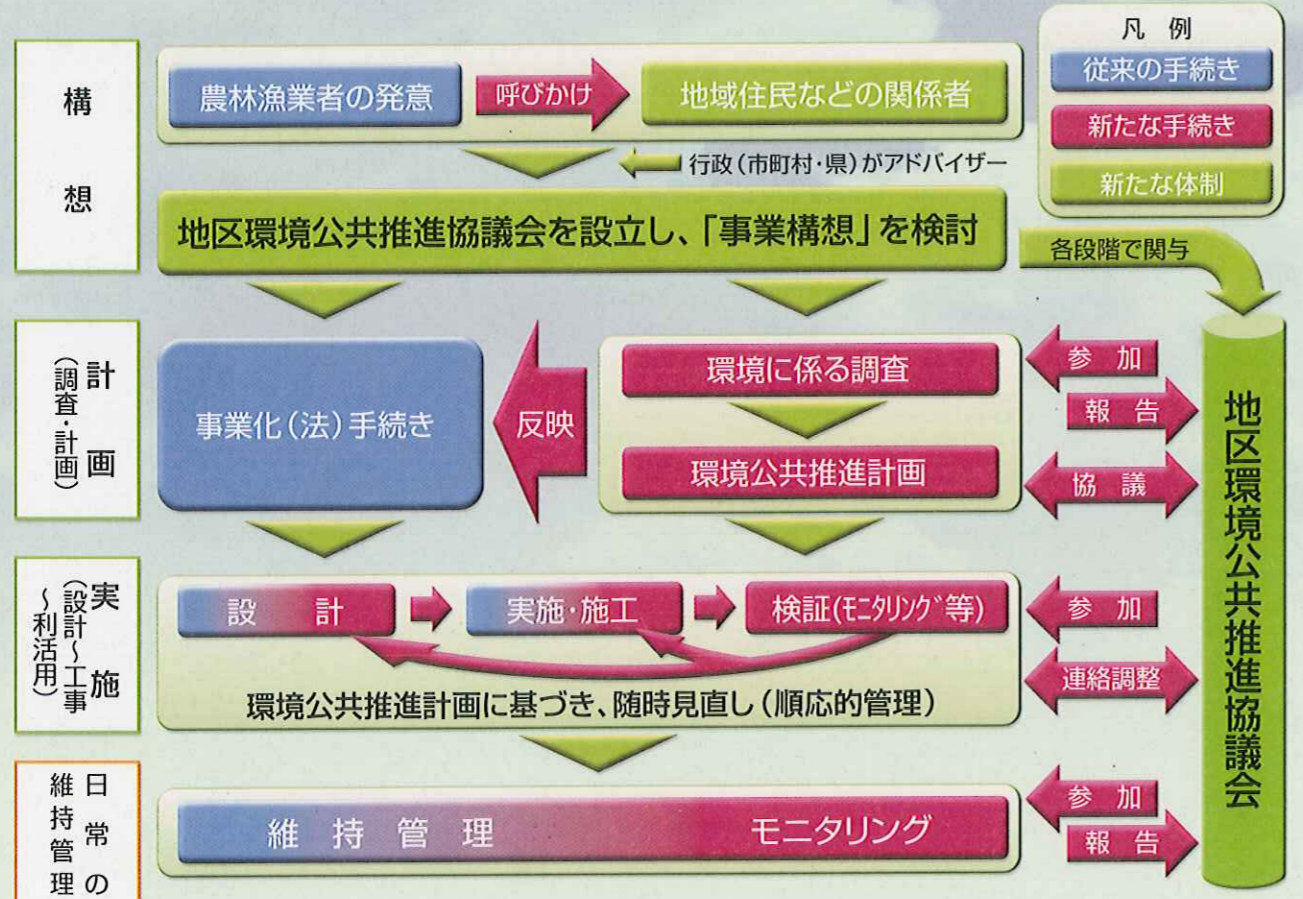 凡例
従来の手続き
新たな手続き
新たな体制
構想
農林漁業者の発意
呼びかけ
地域住民などの関係者
行政(市町村・県)がアドバイザー
地区環境公共推進協議会を設立し、「事業構想」を検討
各段階で関与
計画
(調査・計画)
事業化(法)手続き
反映
環境に係る調査
環境公共推進計画
参加
報告
協議
地区環境公共推進協議会
実施
(設計〜工事
〜利活用)
設計
実施・施工
検証(モニタリング等)
環境公共推進計画に基づき、随時見直し(順応的管理)
参加
連絡調整
日常の
維持管理
維持管理
モニタリング
参加
報告